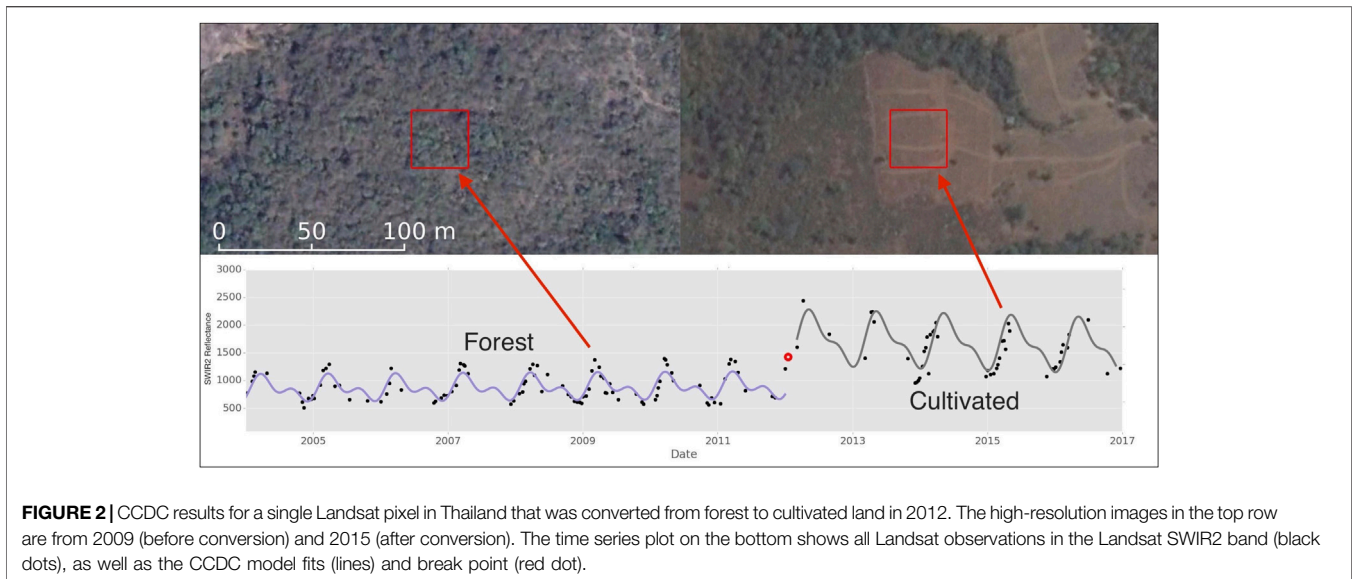 0 50 100 m
3000
2500
2000
1500
1000
500
SWIR2 Reflectance
Forest
Cultivated
2005 2007 2009 2011 2013 2015 2017
Date
FIGURE 2 | CCDC results for a single Landsat pixel in Thailand that was converted from forest to cultivated land in 2012. The high-resolution images in the top row
are from 2009 (before conversion) and 2015 (after conversion). The time series plot on the bottom shows all Landsat observations in the Landsat SWIR2 band (black
dots), as well as the CCDC model fits (lines) and break point (red dot).